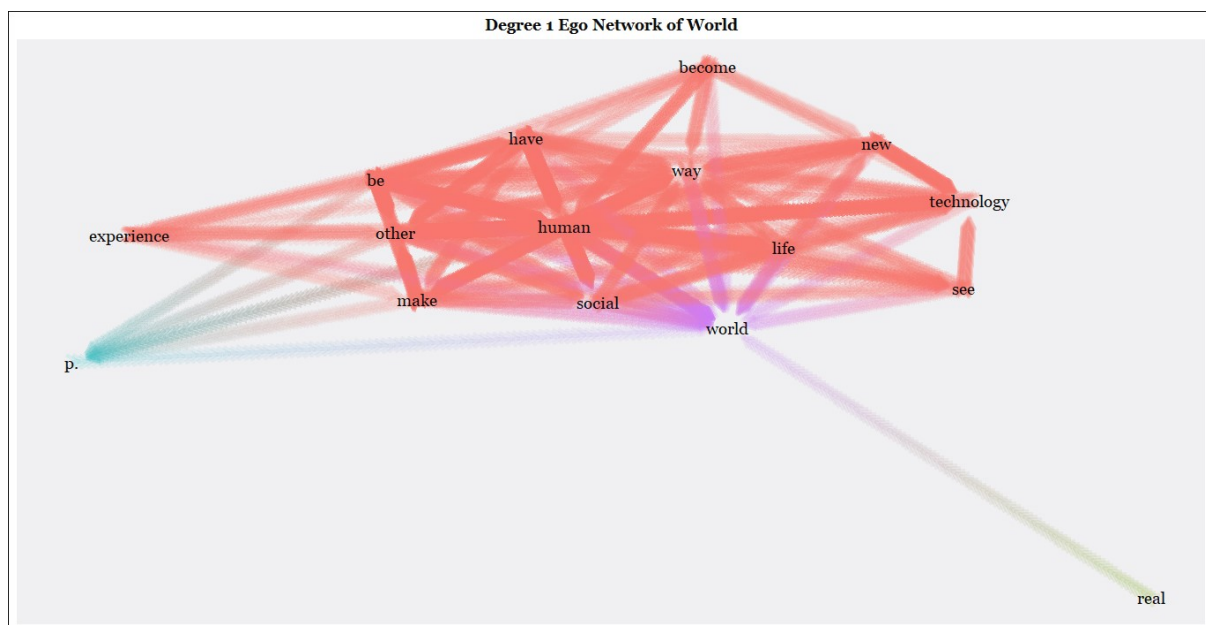 Degree 1 Ego Network of World
become
have
new
way
be
technology
human
other
experience
life
see
make
social
world
p.
real